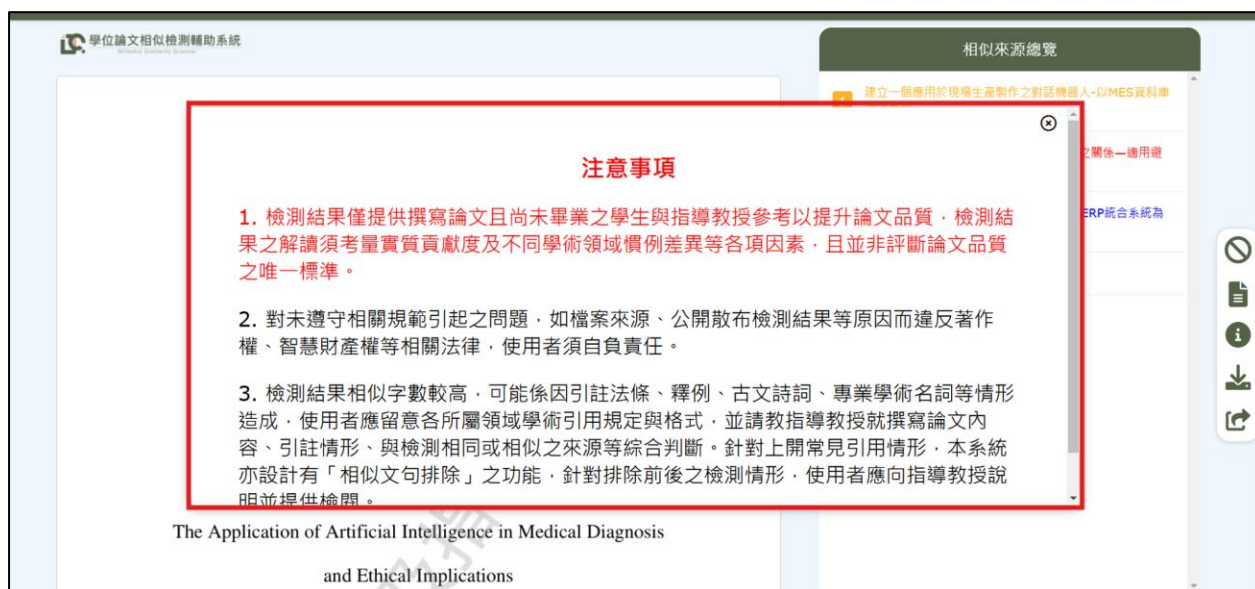 學位論文相似檢測輔助系統
相似來源總覽
建立一個應用於現場生產製作之對話機器人-以MES資料庫
之關係—適用避
ERP統合系統為
注意事項
1. 檢測結果僅提供撰寫論文且尚未畢業之學生與指導教授參考以提升論文品質，檢測結
果之解讀須考量實質貢獻度及不同學術領域慣例差異等各項因素，且並非評斷論文品質
之唯一標準。
2. 對未遵守相關規範引起之問題，如檔案來源、公開散布檢測結果等原因而違反著作
權、智慧財產權等相關法律，使用者須自負責任。
3. 檢測結果相似字數較高，可能係因引註法條、釋例、古文詩詞、專業學術名詞等情形
造成，使用者應留意各所屬領域學術引用規定與格式，並請教指導教授就撰寫論文內
容、引註情形、與檢測相同或相似之來源等綜合判斷。針對上開常見引用情形，本系統
亦設計有「相似文句排除」之功能，針對排除前後之檢測情形，使用者應向指導教授說
明並提供檢閱。
The Application of Artificial Intelligence in Medical Diagnosis
and Ethical Implications